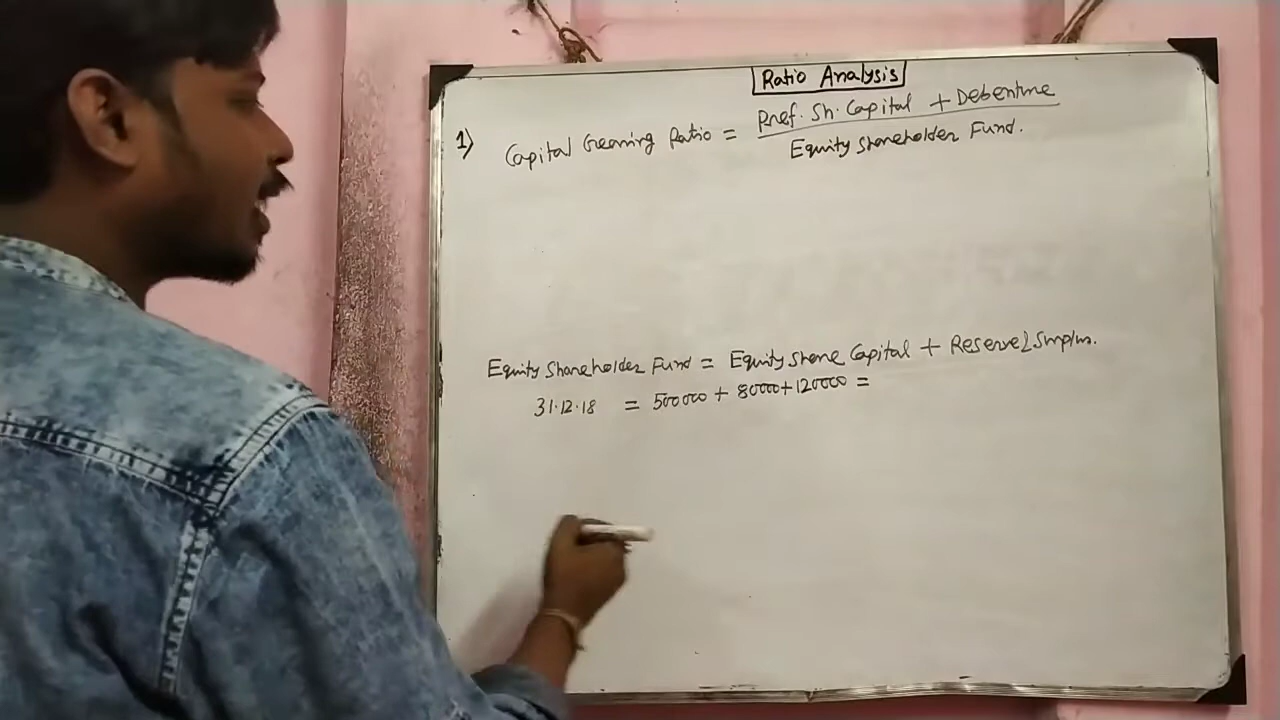 Ratio Analysis
1) Capital Gearing Ratio = Pref. Sh. Capital + Debenture
Equity Shareholder Fund.
Equity Shareholder Fund = Equity Share Capital + Reserve & Surplus.
31.12.18 = 500000 + 80000 + 120000 =